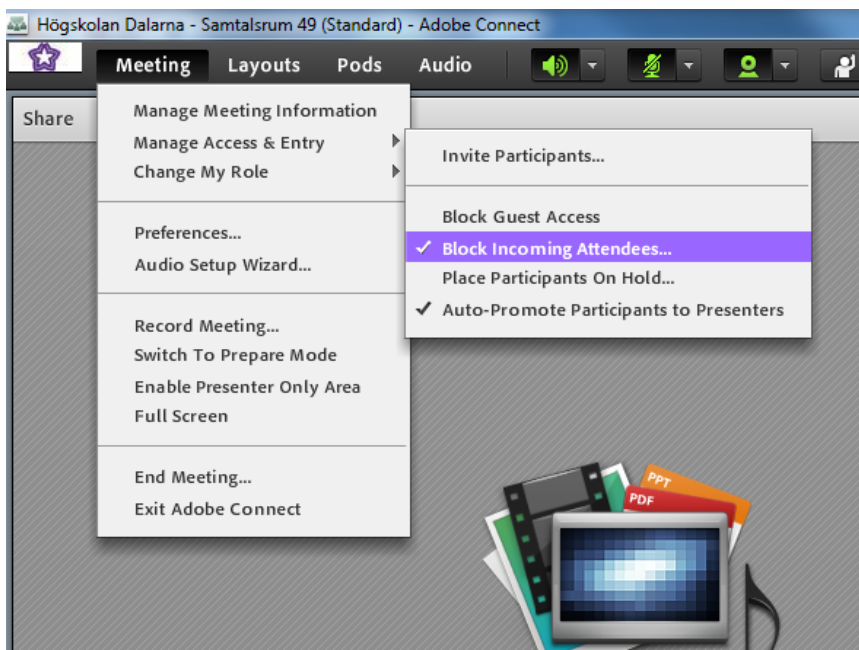 Högskolan Dalarna - Samtalsrum 49 (Standard) - Adobe Connect
Meeting Layouts Pods Audio
Share
Manage Meeting Information
Manage Access & Entry
Change My Role
Preferences...
Audio Setup Wizard...
Record Meeting...
Switch To Prepare Mode
Enable Presenter Only Area
Full Screen
End Meeting...
Exit Adobe Connect
Invite Participants...
Block Guest Access
Block Incoming Attendees...
Place Participants On Hold...
Auto-Promote Participants to Presenters
PPT
PDF